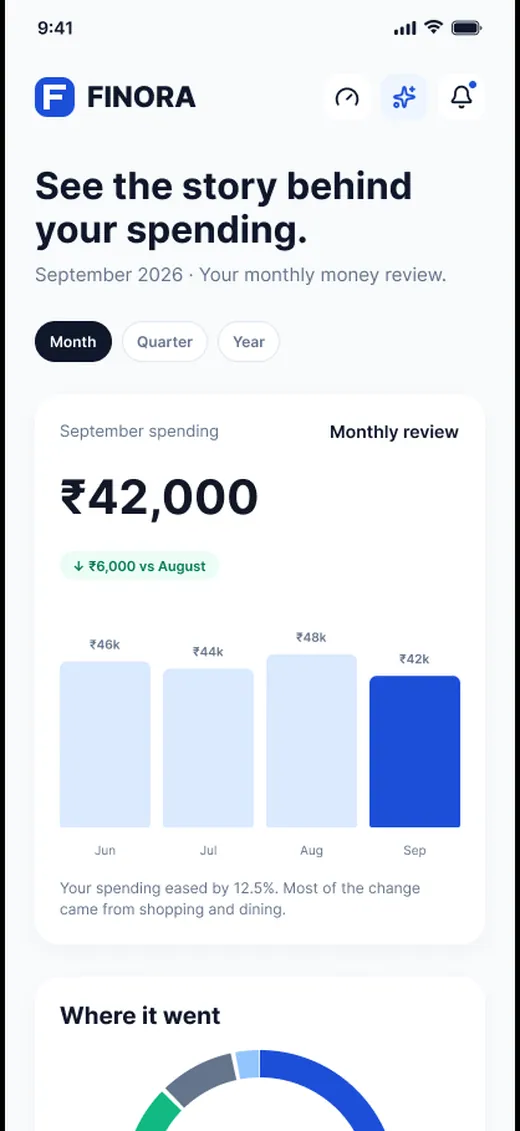 9:41
FINORA
See the story behind
your spending.
September 2026 · Your monthly money review.
Month
Quarter
Year
September spending
Monthly review
₹42,000
↓ ₹6,000 vs August
₹46k
₹44k
₹48k
₹42k
Jun
Jul
Aug
Sep
Your spending eased by 12.5%. Most of the change
came from shopping and dining.
Where it went